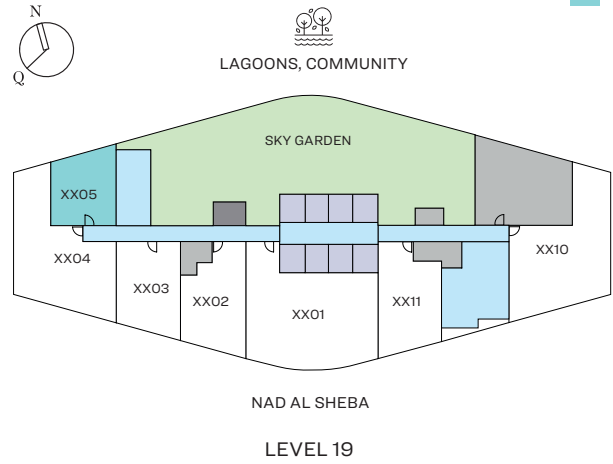 N
Q
LAGOONS, COMMUNITY
SKY GARDEN
XX05
XX04
XX10
XX03
XX02
XX01
XX11
NAD AL SHEBA
LEVEL 19